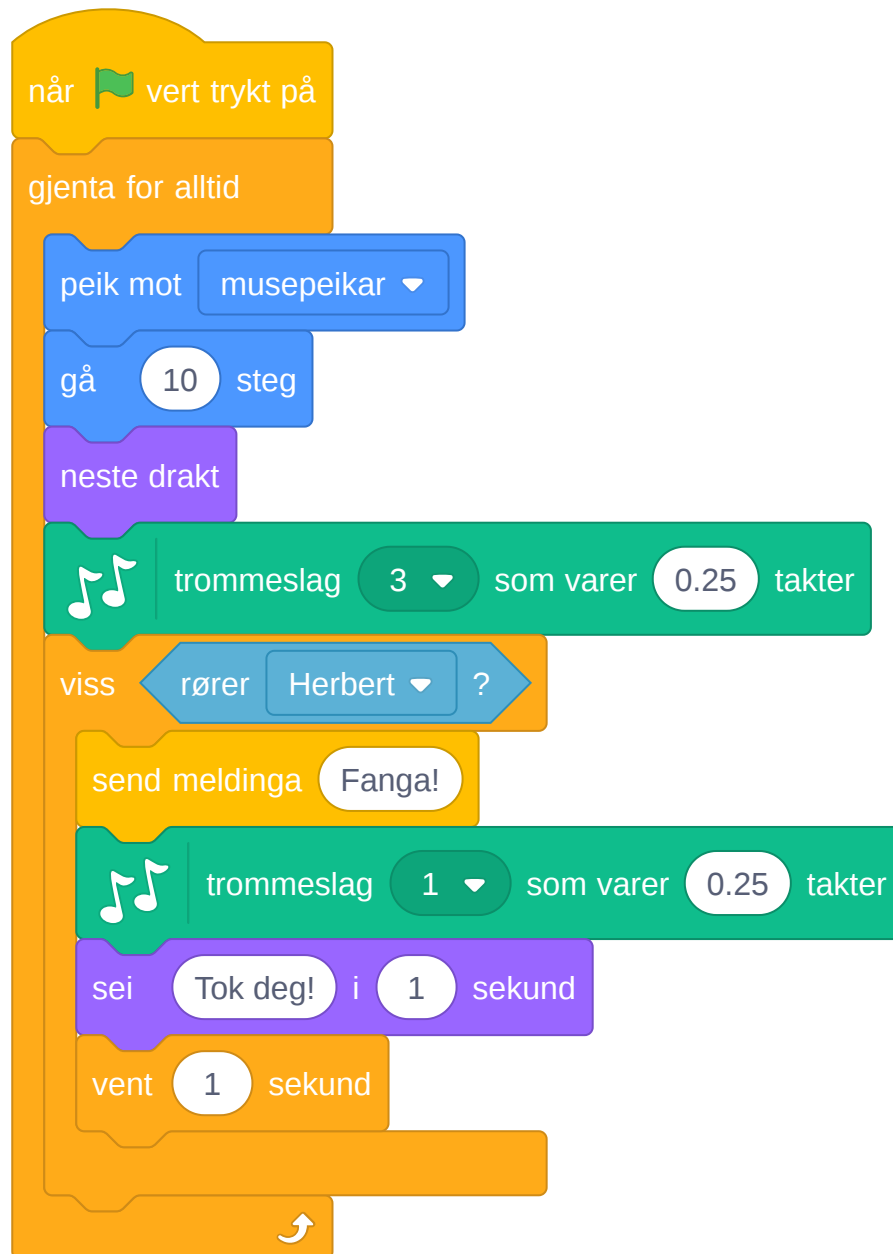 når vert trykt på
gjenta for alltid
peik mot musepeikar
gå 10 steg
neste drakt
trommeslag 3 som varer 0.25 takter
viss rører Herbert ?
send meldinga Fanga!
trommeslag 1 som varer 0.25 takter
sei Tok deg! i 1 sekund
vent 1 sekund